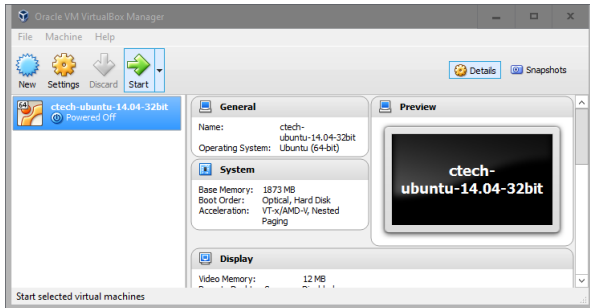 Oracle VM VirtualBox Manager
File Machine Help
New Settings Discard Start
Details Snapshots
64
ctech-ubuntu-14.04-32bit
Powered Off
General
Name: ctech-
ubuntu-14.04-32bit
Operating System: Ubuntu (64-bit)
System
Base Memory: 1873 MB
Boot Order: Optical, Hard Disk
Acceleration: VT-x/AMD-V, Nested
Paging
Display
Video Memory: 12 MB
Preview
ctech-
ubuntu-14.04-32bit
Start selected virtual machines